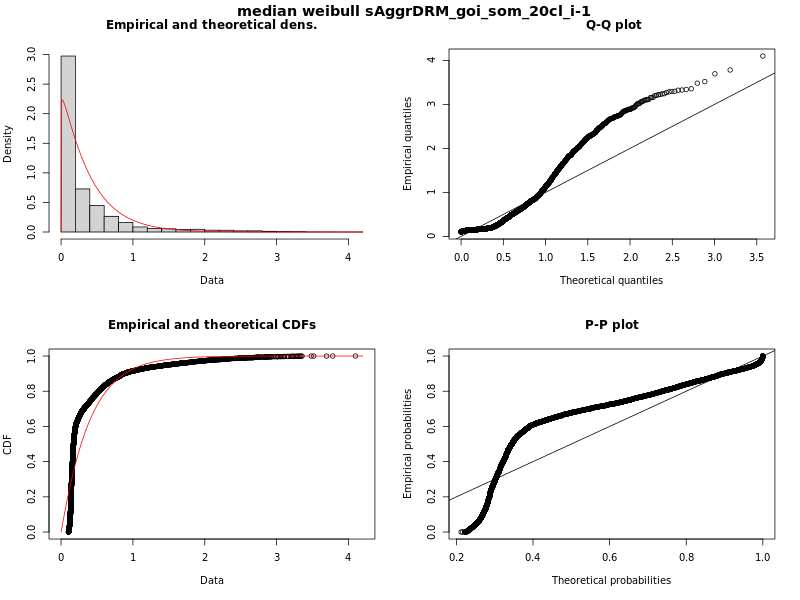 median weibull sAggrDRM_goi_som_20cl_i-1
Empirical and theoretical dens.
Density
0.0 0.5 1.0 1.5 2.0 2.5 3.0
0 1 2 3 4
Data
Q-Q plot
Empirical quantiles
0 1 2 3 4
0.0 0.5 1.0 1.5 2.0 2.5 3.0 3.5
Theoretical quantiles
Empirical and theoretical CDFs
CDF
0.0 0.2 0.4 0.6 0.8 1.0
0 1 2 3 4
Data
P-P plot
Empirical probabilities
0.0 0.2 0.4 0.6 0.8 1.0
0.2 0.4 0.6 0.8 1.0
Theoretical probabilities